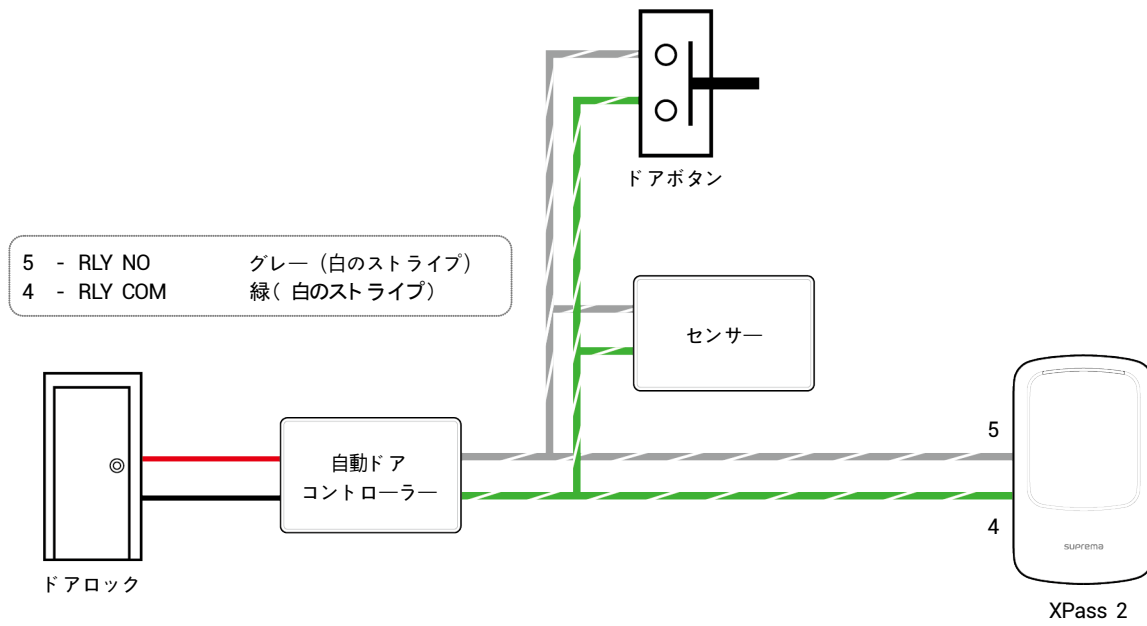 ドアボタン
5 - RLY NO グレー (白のストライプ)
4 - RLY COM 緑( 白のストライプ)
センサー
5
自動ドア
コントローラー
4
suprema
ドアロック
XPass 2